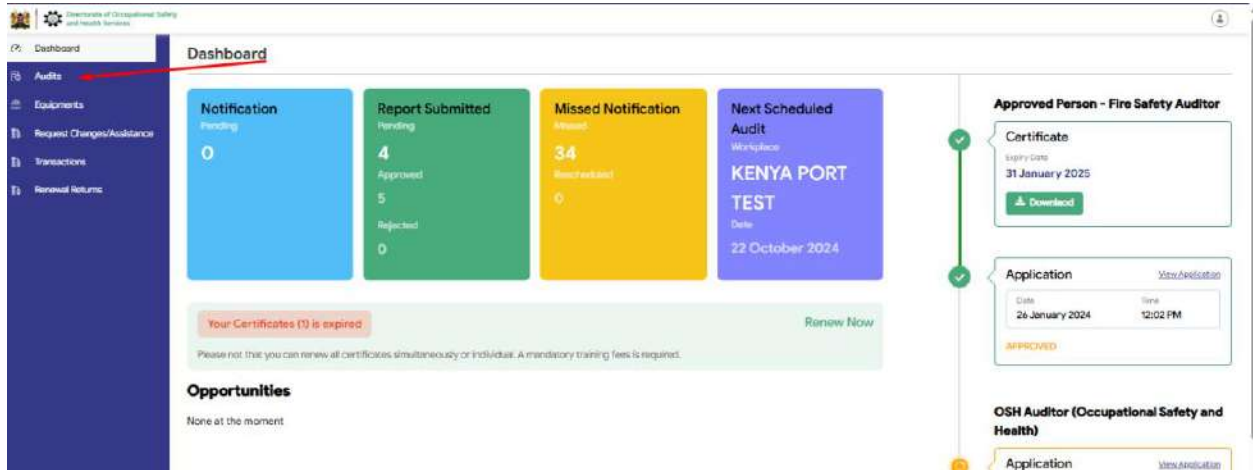 Directorate of Occupational Safety
and Health Services
Dashboard
Audits
Equipments
Request Changes/Assistance
Transactions
Renewal Returns
Dashboard
Notification
Pending
0
Report Submitted
Pending
4
Approved
5
Rejected
0
Missed Notification
Missed
34
Rescheduled
0
Next Scheduled
Audit
Workplace
KENYA PORT
TEST
Date
22 October 2024
Your Certificates (1) is expired
Renew Now
Please not that you can renew all certificates simultaneously or individual. A mandatory training fees is required.
Opportunities
None at the moment
Approved Person - Fire Safety Auditor
Certificate
Expiry Date
31 January 2025
Downlaod
Application
View Application
Date
Time
26 January 2024
12:02 PM
APPROVED
OSH Auditor (Occupational Safety and
Health)
Application
View Application